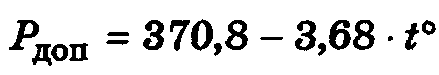 Pдоп = 370,8 – 3,68 · t°